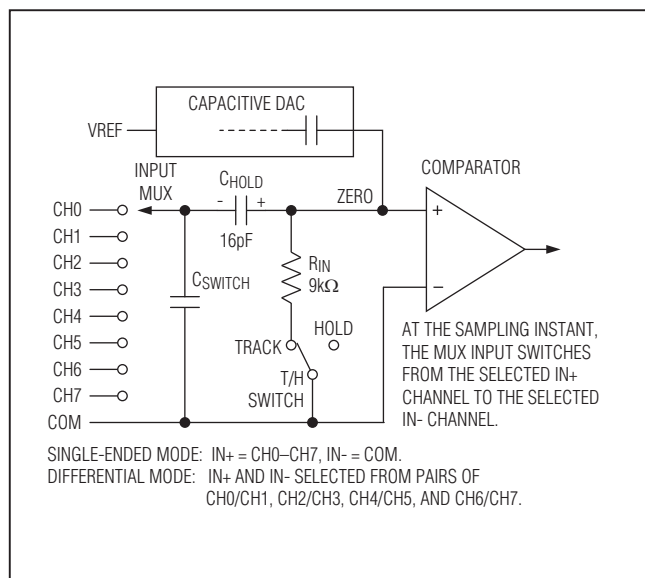 CAPACITIVE DAC
VREF
COMPARATOR
INPUT
MUX
CHOLD
- +
16pF
ZERO
+
−
CH0
CH1
CH2
CH3
CH4
CH5
CH6
CH7
COM
CSWITCH
RIN
9kΩ
TRACK
HOLD
T/H
SWITCH
AT THE SAMPLING INSTANT,
THE MUX INPUT SWITCHES
FROM THE SELECTED IN+
CHANNEL TO THE SELECTED
IN- CHANNEL.
SINGLE-ENDED MODE: IN+ = CH0–CH7, IN- = COM.
DIFFERENTIAL MODE: IN+ AND IN- SELECTED FROM PAIRS OF
CH0/CH1, CH2/CH3, CH4/CH5, AND CH6/CH7.